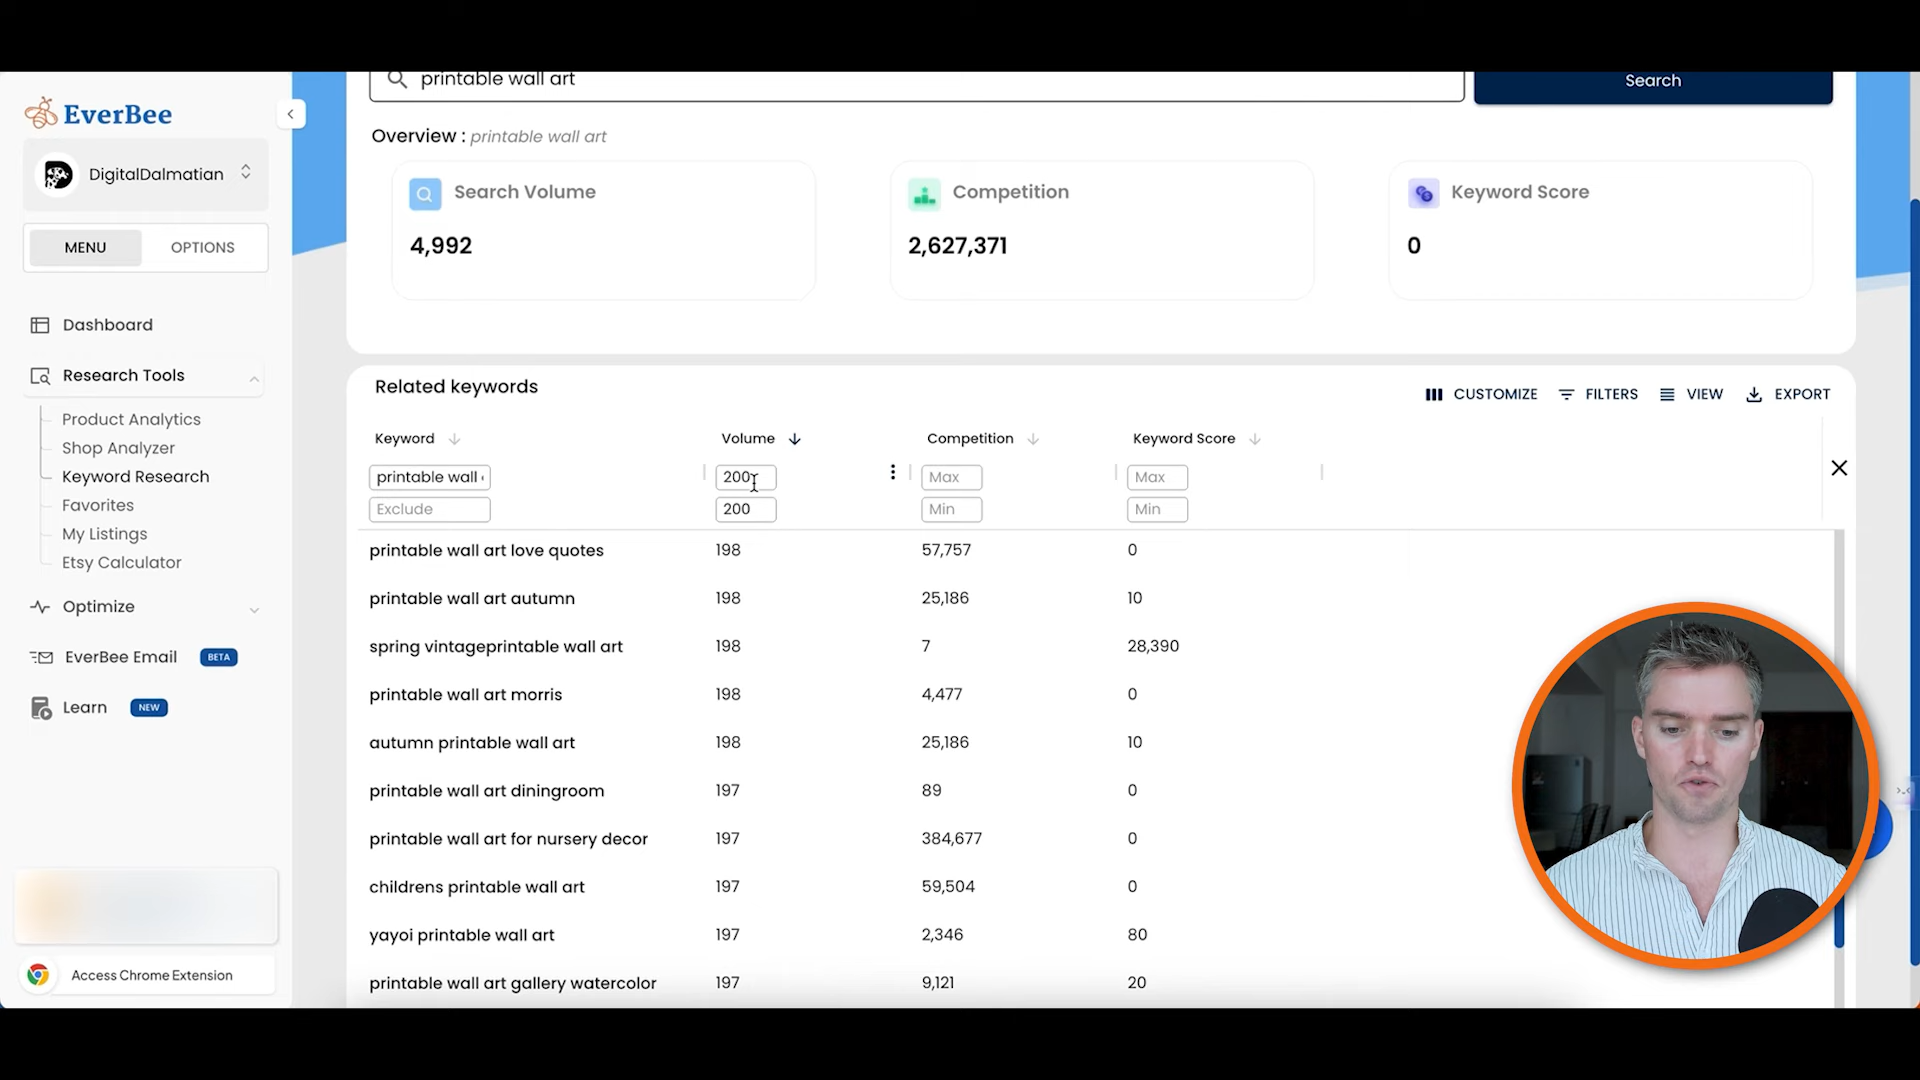 printable wall art
Search
EverBee
Overview : printable wall art
DigitalDalmatian
Search Volume
Competition
Keyword Score
4,992
2,627,371
0
MENU
OPTIONS
Dashboard
Research Tools
Product Analytics
Shop Analyzer
Keyword Research
Favorites
My Listings
Etsy Calculator
Optimize
EverBee Email BETA
Learn NEW
Access Chrome Extension
Related keywords
CUSTOMIZE
FILTERS
VIEW
EXPORT
Keyword Volume Competition Keyword Score
printable wall 200 Max Max
Exclude 200 Min Min
printable wall art love quotes 198 57,757 0
printable wall art autumn 198 25,186 10
spring vintageprintable wall art 198 7 28,390
printable wall art morris 198 4,477 0
autumn printable wall art 198 25,186 10
printable wall art diningroom 197 89 0
printable wall art for nursery decor 197 384,677 0
childrens printable wall art 197 59,504 0
yayoi printable wall art 197 2,346 80
printable wall art gallery watercolor 197 9,121 20